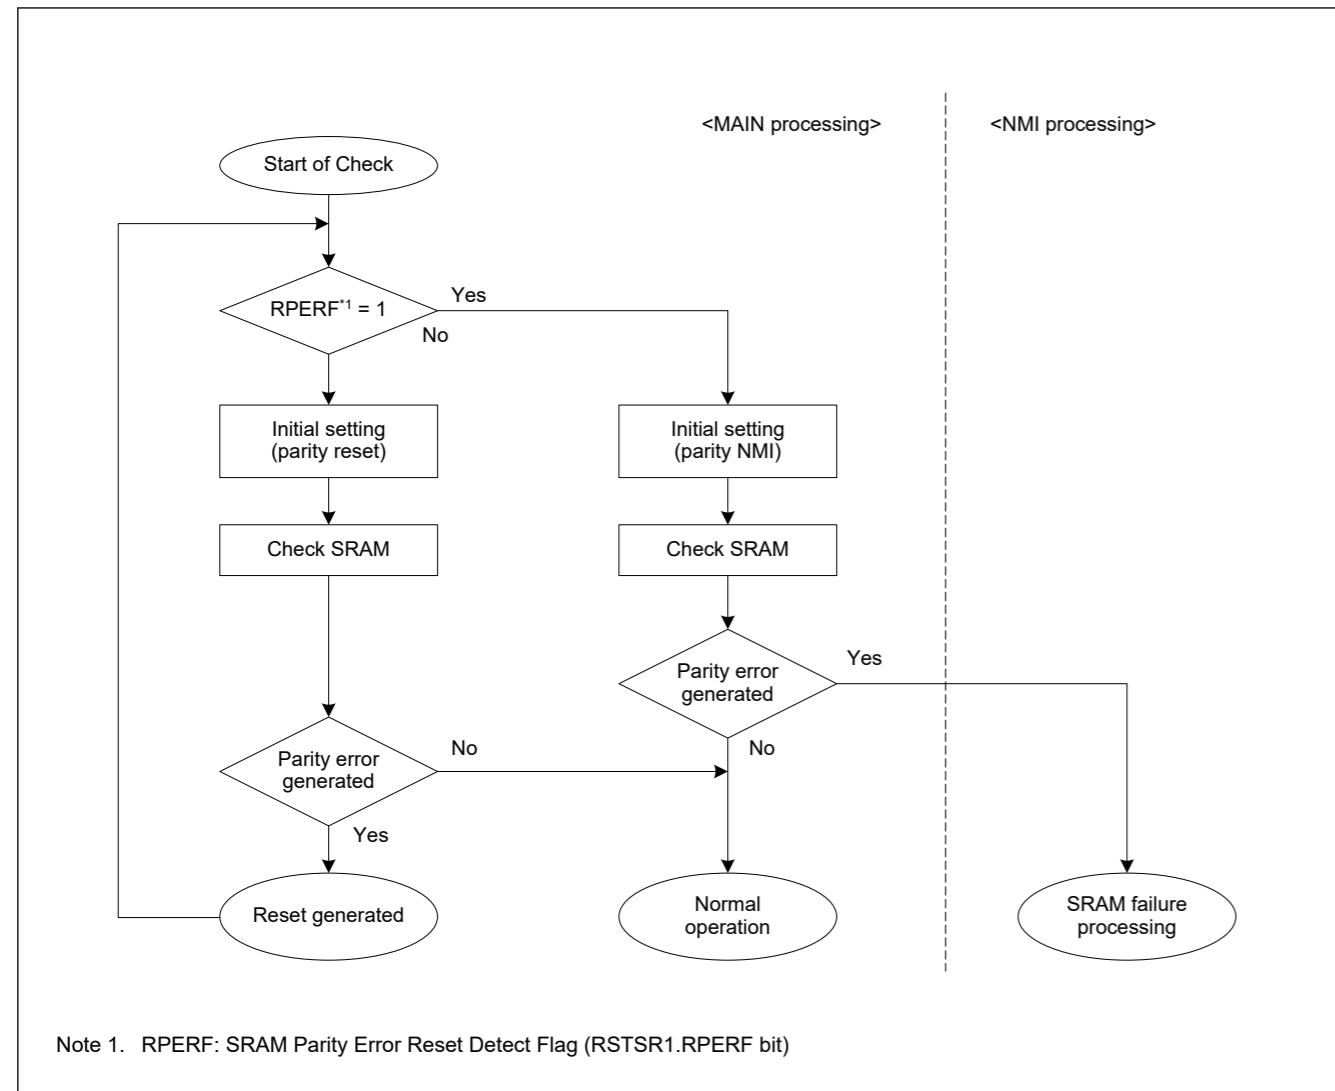 <MAIN processing>
<NMI processing>
Start of Check
RPERF*1 = 1
Yes
No
Initial setting
(parity reset)
Initial setting
(parity NMI)
Check SRAM
Check SRAM
Parity error
generated
Yes
No
Parity error
generated
No
Yes
Reset generated
Normal
operation
SRAM failure
processing
Note 1. RPERF: SRAM Parity Error Reset Detect Flag (RSTSR1.RPERF bit)